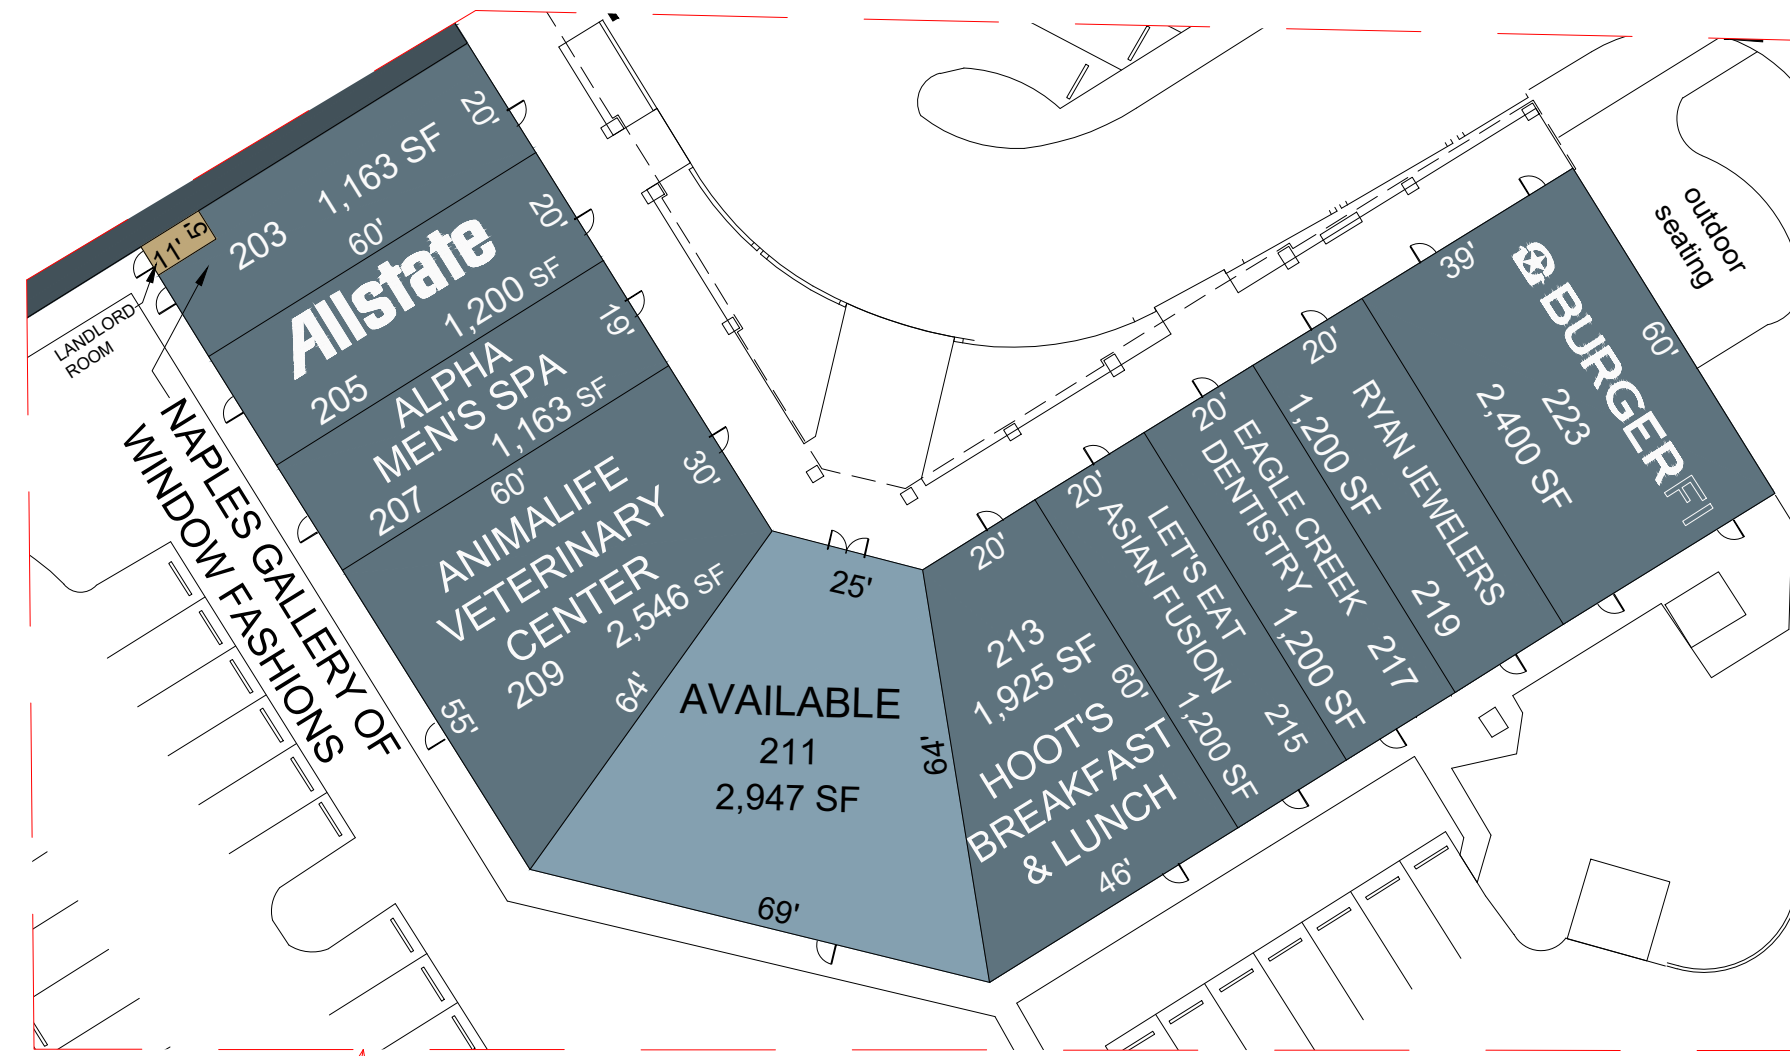 203
1,163 SF
20'
60'
11'
5'
LANDLORD
ROOM
NAPLES GALLERY OF
WINDOW FASHIONS
Allstate
20'
205
1,200 SF
ALPHA
MEN'S SPA
19'
207
1,163 SF
60'
ANIMALIFE
VETERINARY
CENTER
30'
209
2,546 SF
55'
64'
25'
AVAILABLE
211
2,947 SF
64'
69'
20'
213
1,925 SF
HOOT'S
BREAKFAST
& LUNCH
46'
60'
20'
LET'S EAT
ASIAN FUSION
215
1,200 SF
20'
EAGLE CREEK
DENTISTRY
217
1,200 SF
20'
RYAN JEWELERS
219
1,200 SF
39'
BURGERFI
223
2,400 SF
60'
outdoor
seating